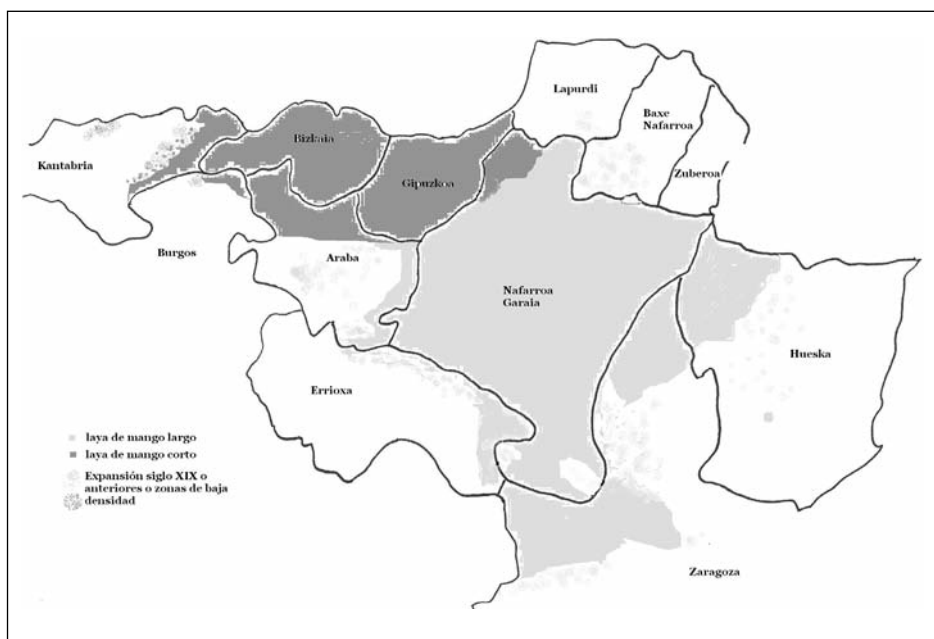 Lapurdi
Baxe
Nafarroa
Zuberoa
Bizkaia
Kantabria
Gipuzkoa
Burgos
Araba
Nafarroa
Garaia
Hueska
Errioxa
laya de mango largo
laya de mango corto
Expansión siglo XIX o
anteriores o zonas de baja
densidad
Zaragoza